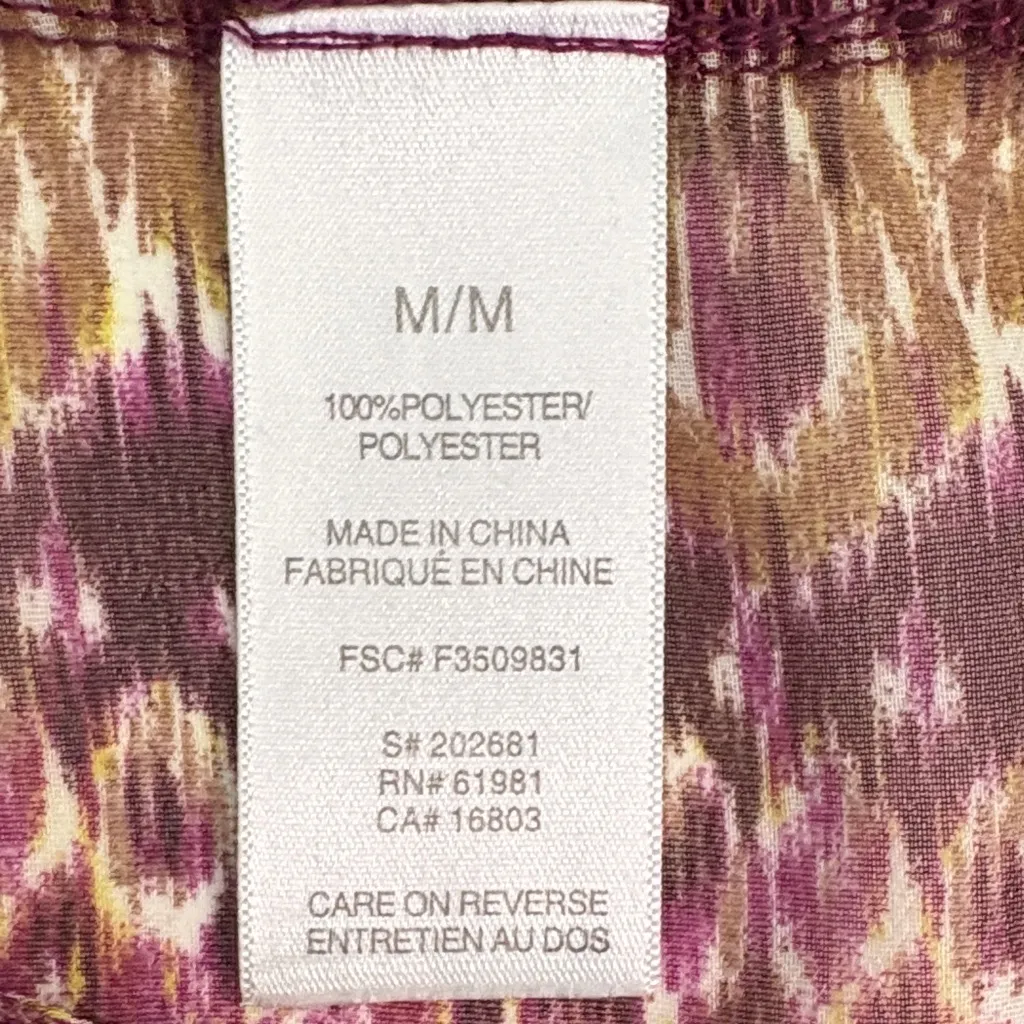 M/M
100%POLYESTER/
POLYESTER
MADE IN CHINA
FABRIQUÉ EN CHINE
FSC# F3509831
S# 202681
RN# 61981
CA# 16803
CARE ON REVERSE
ENTRETIEN AU DOS